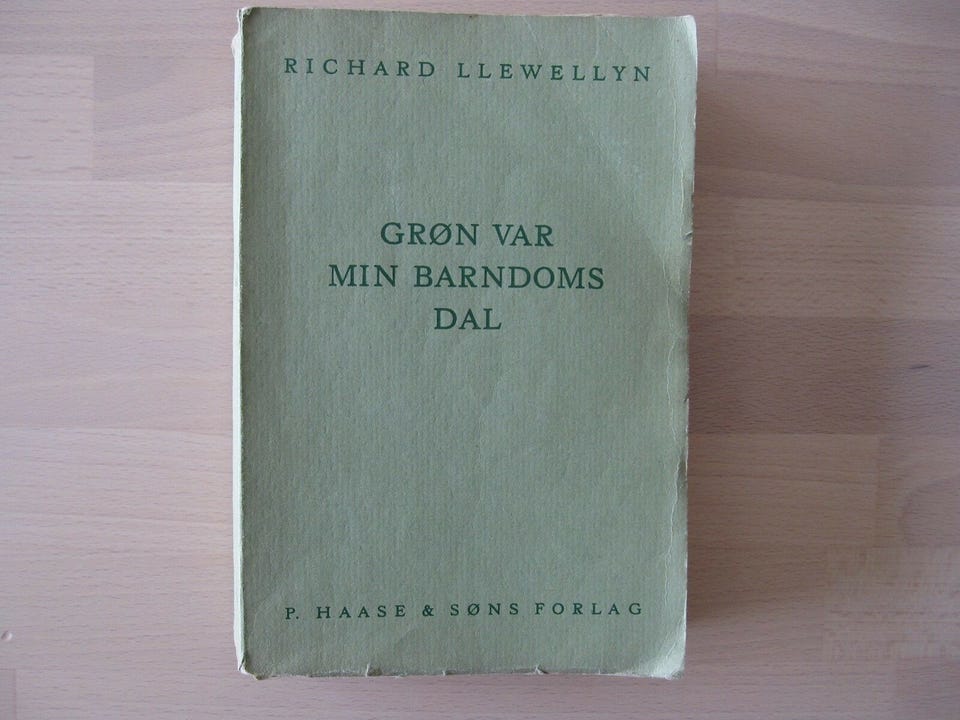 RICHARD LLEWELLYN
GRØN VAR
MIN BARNDOMS
DAL
P. HAASE & SØNS FORLAG